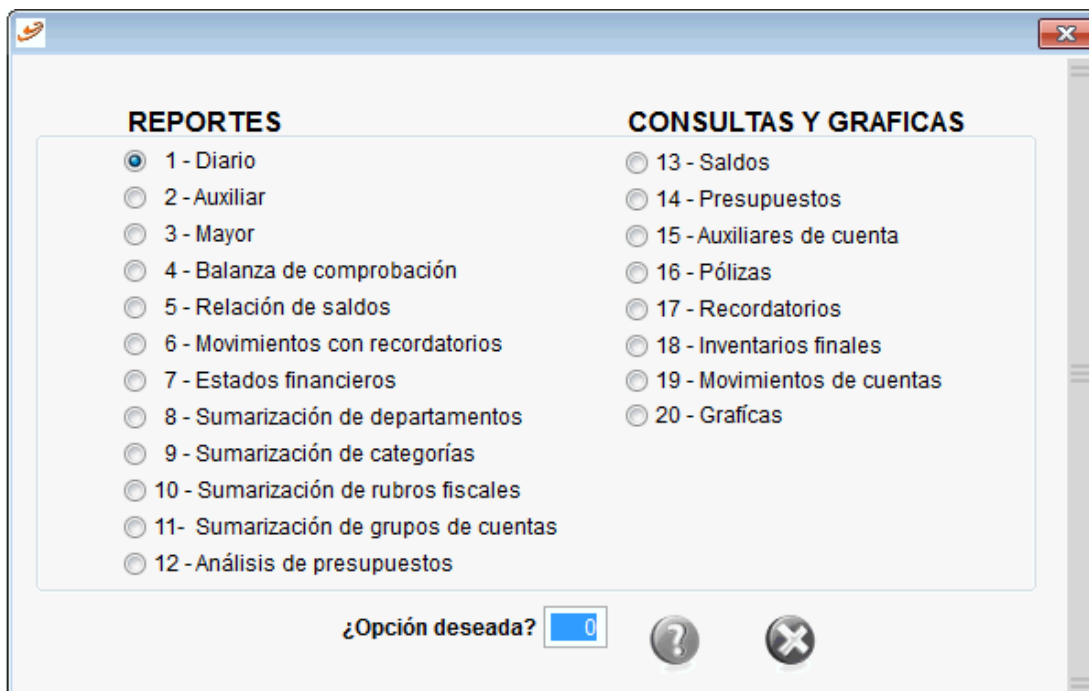 REPORTES
1 - Diario
2 - Auxiliar
3 - Mayor
4 - Balanza de comprobación
5 - Relación de saldos
6 - Movimientos con recordatorios
7 - Estados financieros
8 - Sumarización de departamentos
9 - Sumarización de categorías
10 - Sumarización de rubros fiscales
11- Sumarización de grupos de cuentas
12 - Análisis de presupuestos
CONSULTAS Y GRAFICAS
13 - Saldos
14 - Presupuestos
15 - Auxiliares de cuenta
16 - Pólizas
17 - Recordatorios
18 - Inventarios finales
19 - Movimientos de cuentas
20 - Grafícas
¿Opción deseada? 0